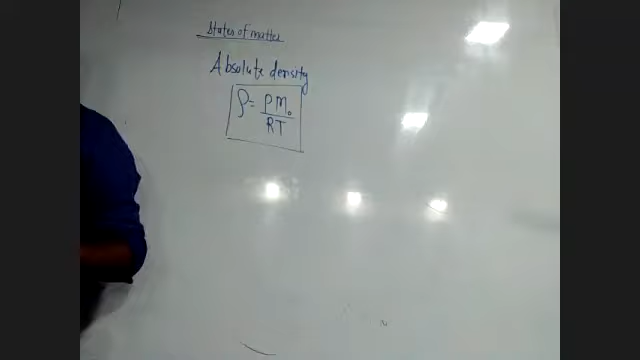 States of matter
Absolute density
ρ = PM₀
RT